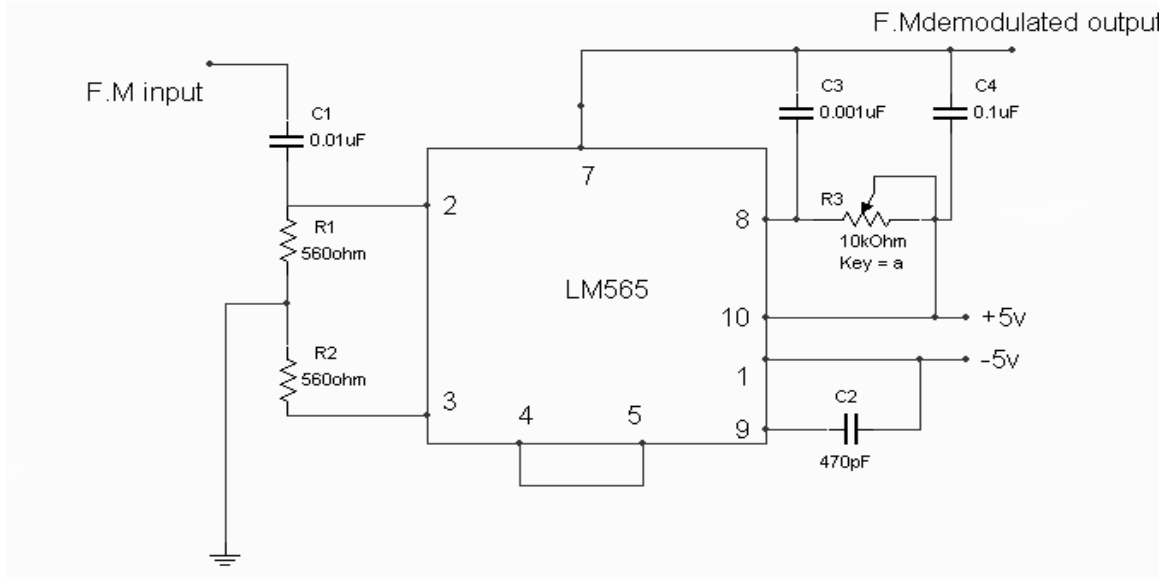 F.Mdemodulated output
F.M input
C1
0.01uF
C3
0.001uF
C4
0.1uF
7
2
8
R3
10kOhm
Key = a
R1
560ohm
LM565
10
+5v
-5v
1
R2
560ohm
3
4
5
9
C2
470pF